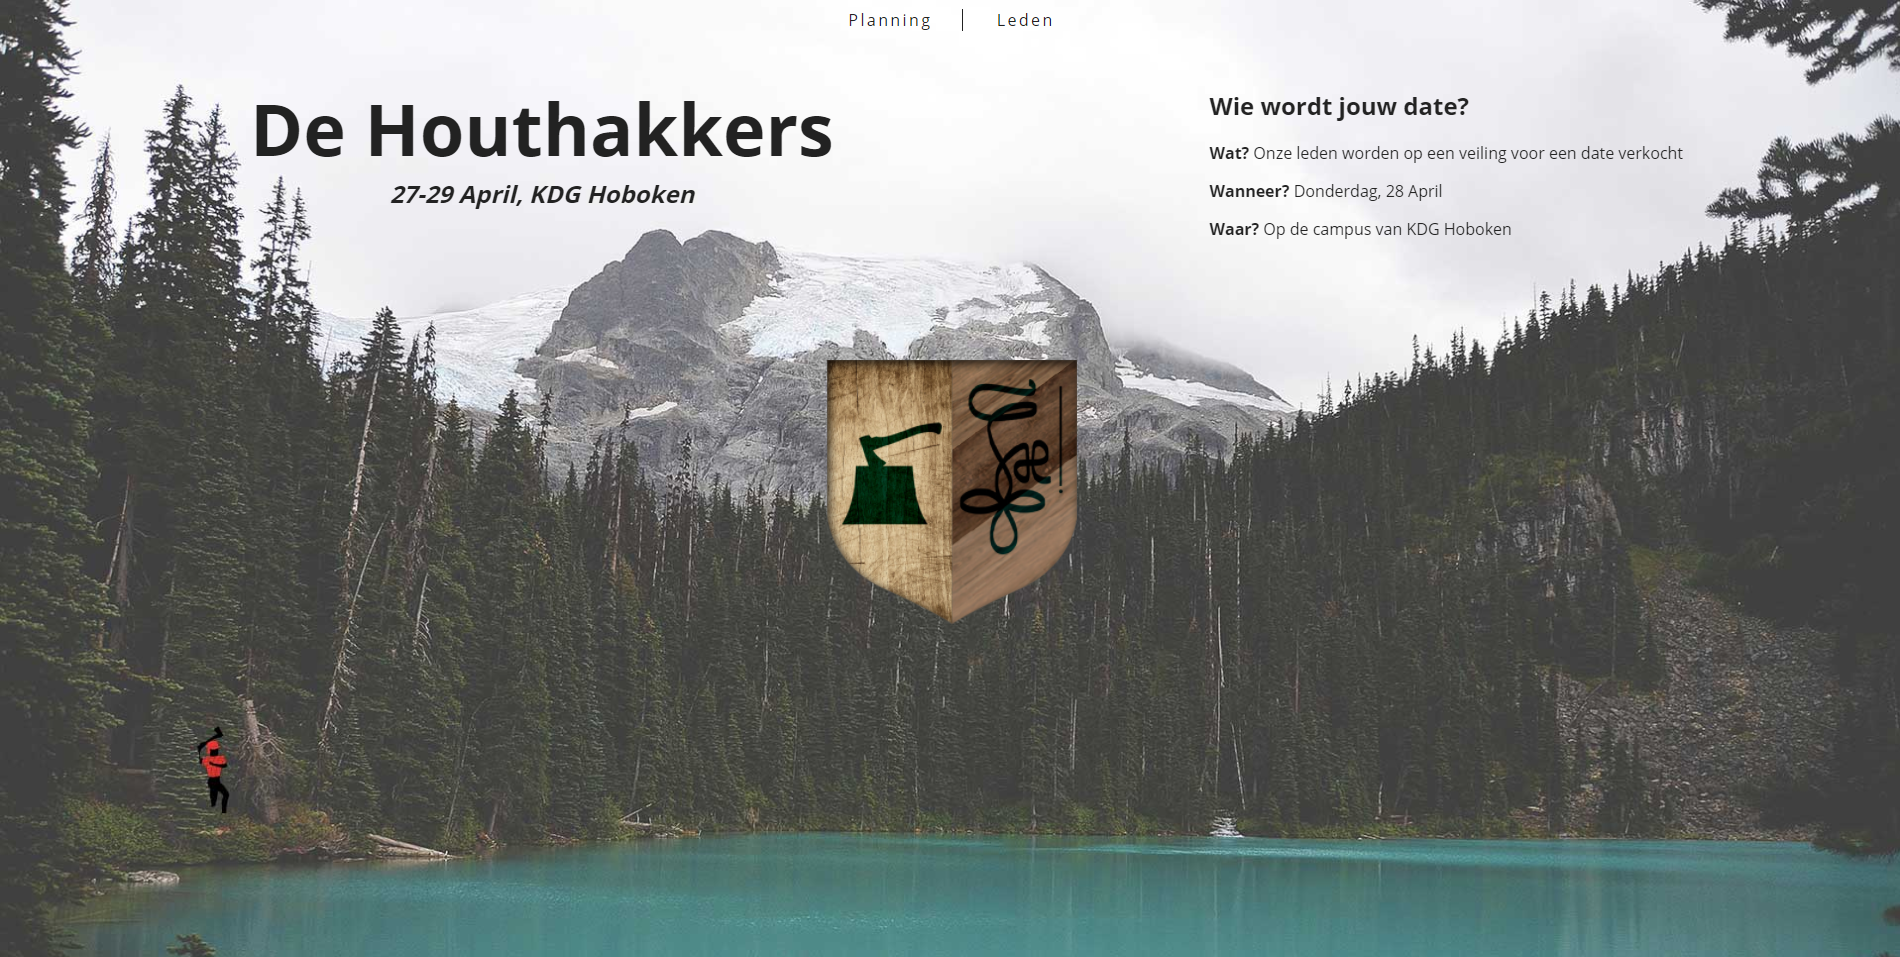 Planning
Leden
De Houthakkers
27-29 April, KDG Hoboken
Wie wordt jouw date?
Wat? Onze leden worden op een veiling voor een date verkocht
Wanneer? Donderdag, 28 April
Waar? Op de campus van KDG Hoboken